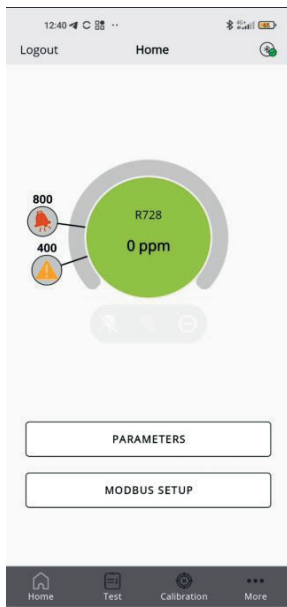 12:40
Logout
Home
800
R728
400
0 ppm
PARAMETERS
MODBUS SETUP
Home
Test
Calibration
More